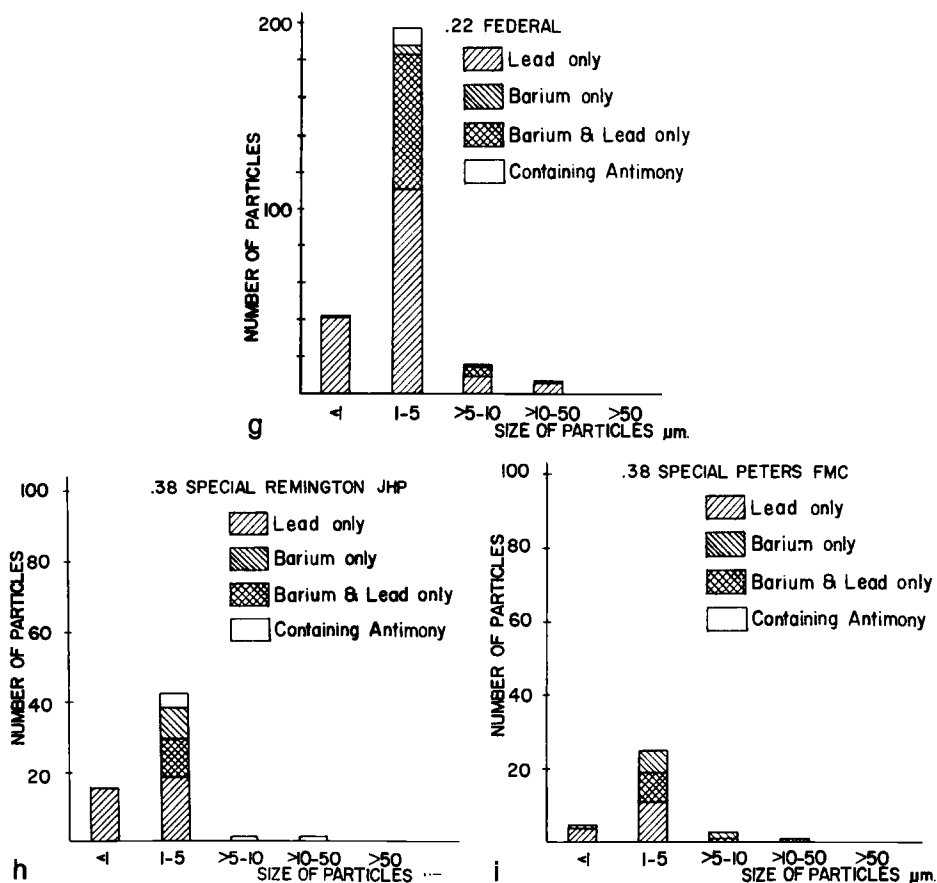 200
.22 FEDERAL
Lead only
Barium only
Barium & Lead only
Containing Antimony
100
NUMBER OF PARTICLES
<1 1-5 >5-10 >10-50 >50
SIZE OF PARTICLES µm.
g
.38 SPECIAL REMINGTON JHP
100
80
60
40
20
NUMBER OF PARTICLES
Lead only
Barium only
Barium & Lead only
Containing Antimony
<1 1-5 >5-10 >10-50 >50
SIZE OF PARTICLES
h
.38 SPECIAL PETERS FMC
100
80
60
40
20
NUMBER OF PARTICLES
Lead only
Barium only
Barium & Lead only
Containing Antimony
<1 1-5 >5-10 >10-50 >50
SIZE OF PARTICLES µm.
i